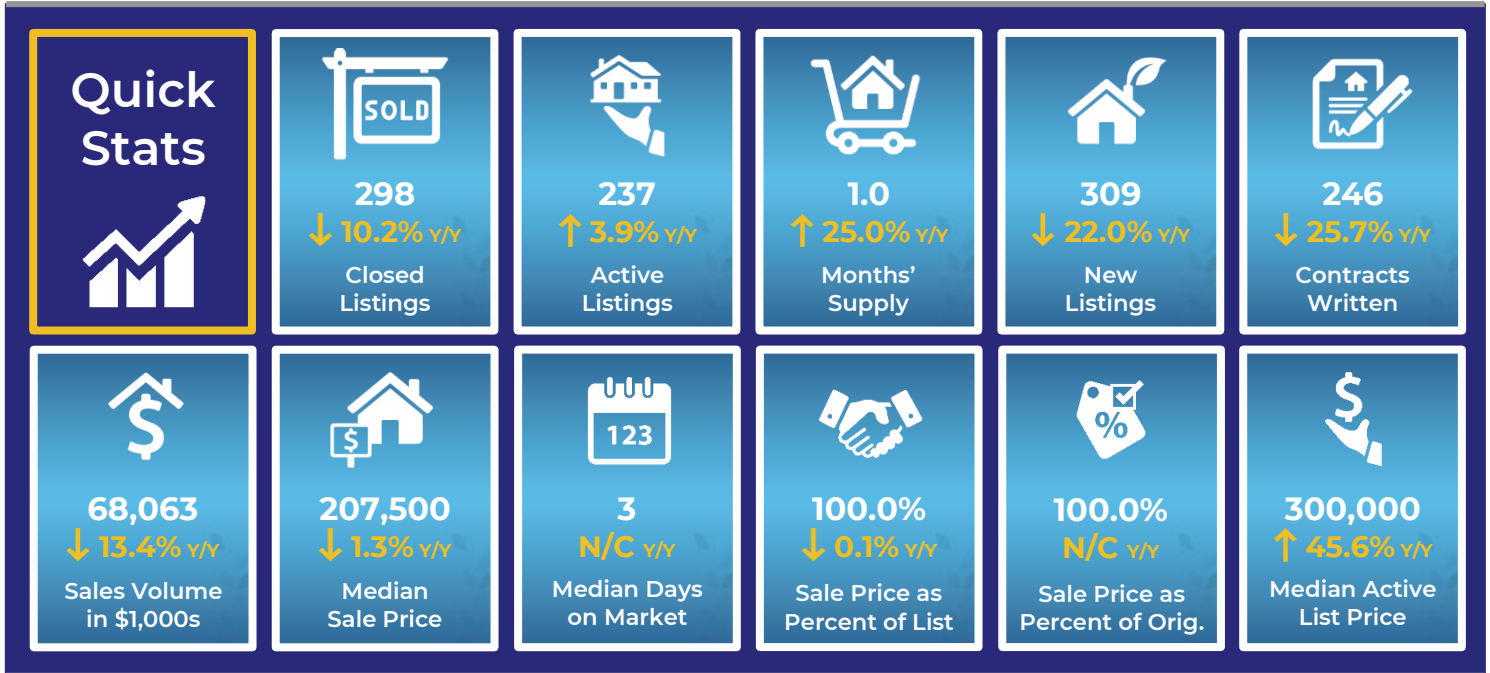 Quick
Stats
SOLD
298
↓ 10.2% Y/Y
Closed
Listings
237
↑ 3.9% Y/Y
Active
Listings
1.0
↑ 25.0% Y/Y
Months’
Supply
309
↓ 22.0% Y/Y
New
Listings
246
↓ 25.7% Y/Y
Contracts
Written
$
68,063
↓ 13.4% Y/Y
Sales Volume
in $1,000s
$
207,500
↓ 1.3% Y/Y
Median
Sale Price
123
3
N/C Y/Y
Median Days
on Market
100.0%
↓ 0.1% Y/Y
Sale Price as
Percent of List
%
100.0%
N/C Y/Y
Sale Price as
Percent of Orig.
$
300,000
↑ 45.6% Y/Y
Median Active
List Price